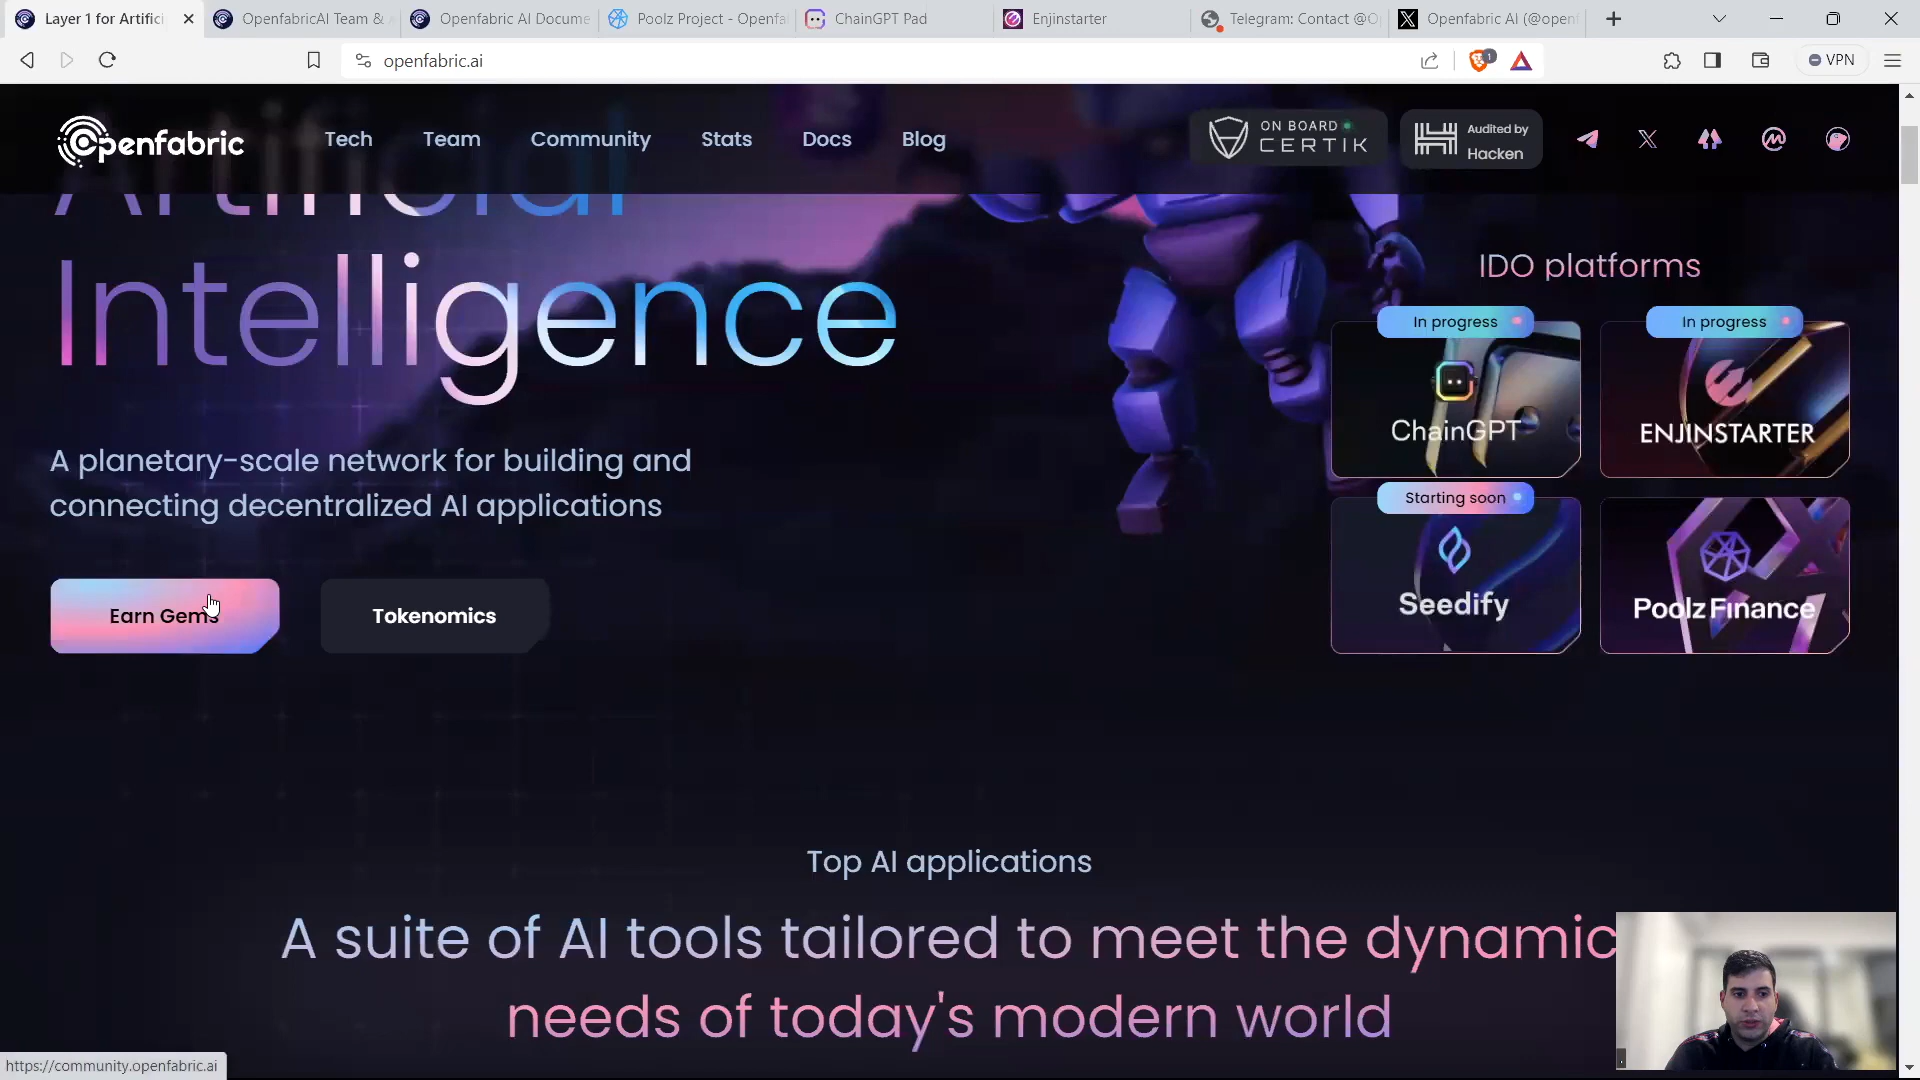 Layer 1 for Artifici
OpenfabricAI Team &
Openfabric AI Docume
Poolz Project - Openfa
ChainGPT Pad
Enjinstarter
Telegram: Contact @O
Openfabric AI (@openf
openfabric.ai
1
VPN
Openfabric
Tech
Team
Community
Stats
Docs
Blog
ON BOARD
CERTIK
Audited by
Hacken
Artificial
Intelligence
A planetary-scale network for building and
connecting decentralized AI applications
Earn Gems
Tokenomics
IDO platforms
In progress
ChainGPT
In progress
ENJINSTARTER
Starting soon
Seedify
Poolz Finance
Top AI applications
A suite of AI tools tailored to meet the dynamic
needs of today's modern world
https://community.openfabric.ai